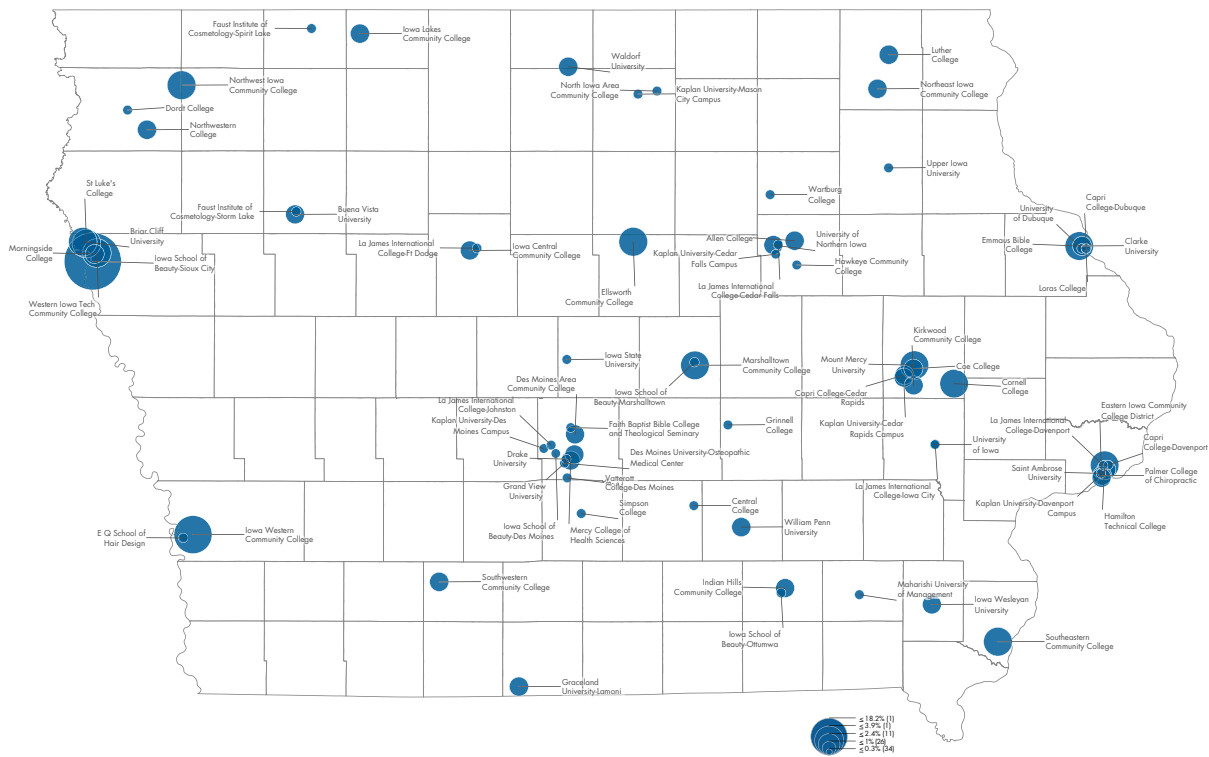 Faust Institute of
Cosmetology-Spirit Lake
Iowa Lakes
Community College
Waldorf
University
Luther
College
Northwest Iowa
Community College
North Iowa Area
Community College
Kaplan University-Mason
City Campus
Northeast Iowa
Community College
Dordt College
Northwestern
College
Upper Iowa
University
St Luke's
College
Wartburg
College
Capri
College-Dubuque
Faust Institute of
Cosmetology-Storm Lake
Buena Vista
University
University
of Dubuque
Briar Cliff
University
Morningside
College
Iowa School of
Beauty-Sioux City
La James International
College-Ft Dodge
Iowa Central
Community College
Allen College
University of
Northern Iowa
Kaplan University-Cedar
Falls Campus
Hawkeye Community
College
Emmaus Bible
College
Clarke
University
Western Iowa Tech
Community College
Ellsworth
Community College
La James International
College-Cedar Falls
Loras College
Kirkwood
Community College
Iowa State
University
Marshalltown
Community College
Mount Mercy
University
Coe College
Des Moines Area
Community College
Iowa School of
Beauty-Marshalltown
Capri College-Cedar
Rapids
Cornell
College
La James International
College-Johnston
Kaplan University-Des
Moines Campus
Faith Baptist Bible College
and Theological Seminary
Grinnell
College
Kaplan University-Cedar
Rapids Campus
La James International
College-Davenport
Eastern Iowa Community
College District
Capri
College-Davenport
Drake
University
Des Moines University-Osteopathic
Medical Center
University
of Iowa
Saint Ambrose
University
Palmer College
of Chiropractic
Grand View
University
Vatterott
College-Des Moines
La James International
College-Iowa City
Kaplan University-Davenport
Campus
Simpson
College
Central
College
Hamilton
Technical College
E Q School of
Hair Design
Iowa Western
Community College
Iowa School of
Beauty-Des Moines
Mercy College of
Health Sciences
William Penn
University
Southwestern
Community College
Indian Hills
Community College
Maharishi University
of Management
Iowa Wesleyan
University
Iowa School of
Beauty-Ottumwa
Southeastern
Community College
Graceland
University-Lamoni
≤ 18.2% (1)
≤ 3.9% (1)
≤ 2.4% (11)
≤ 1% (26)
≤ 0.3% (34)